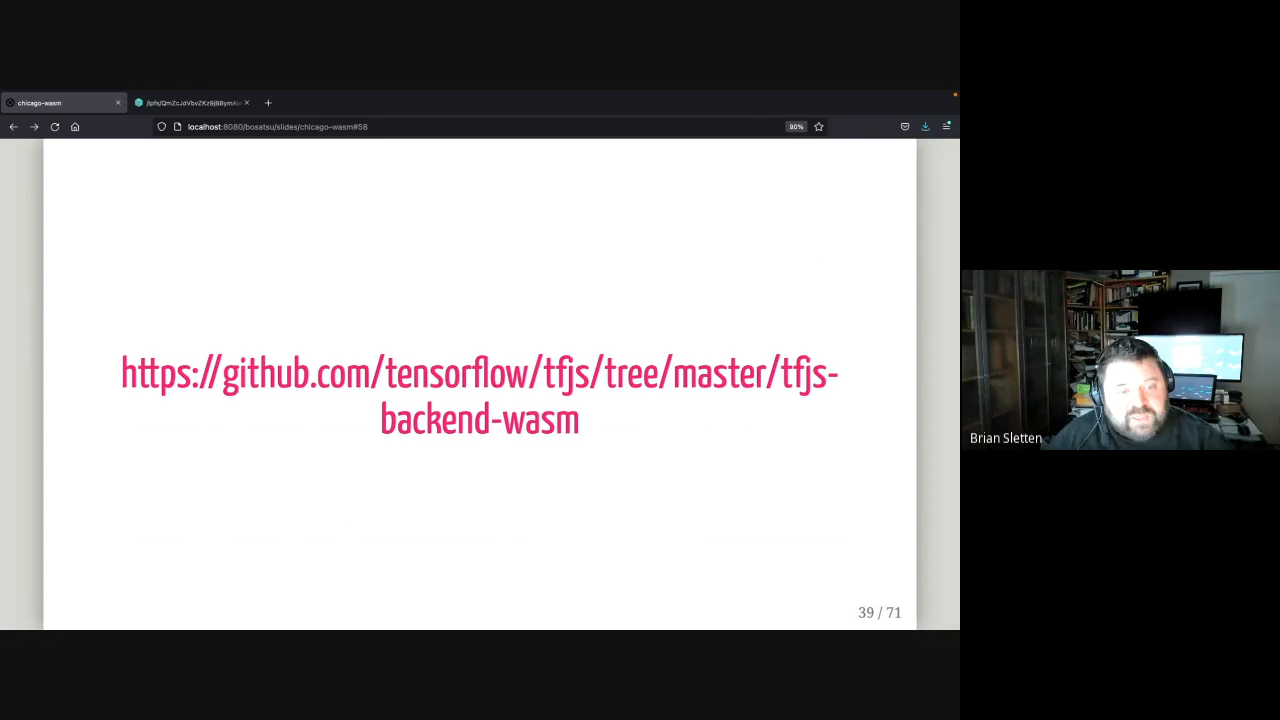 chicago-wasm
localhost:8080/bosatsu/slides/chicago-wasm#58
90%
https://github.com/tensorflow/tfjs/tree/master/tfjs-
backend-wasm
39 / 71
Brian Sletten